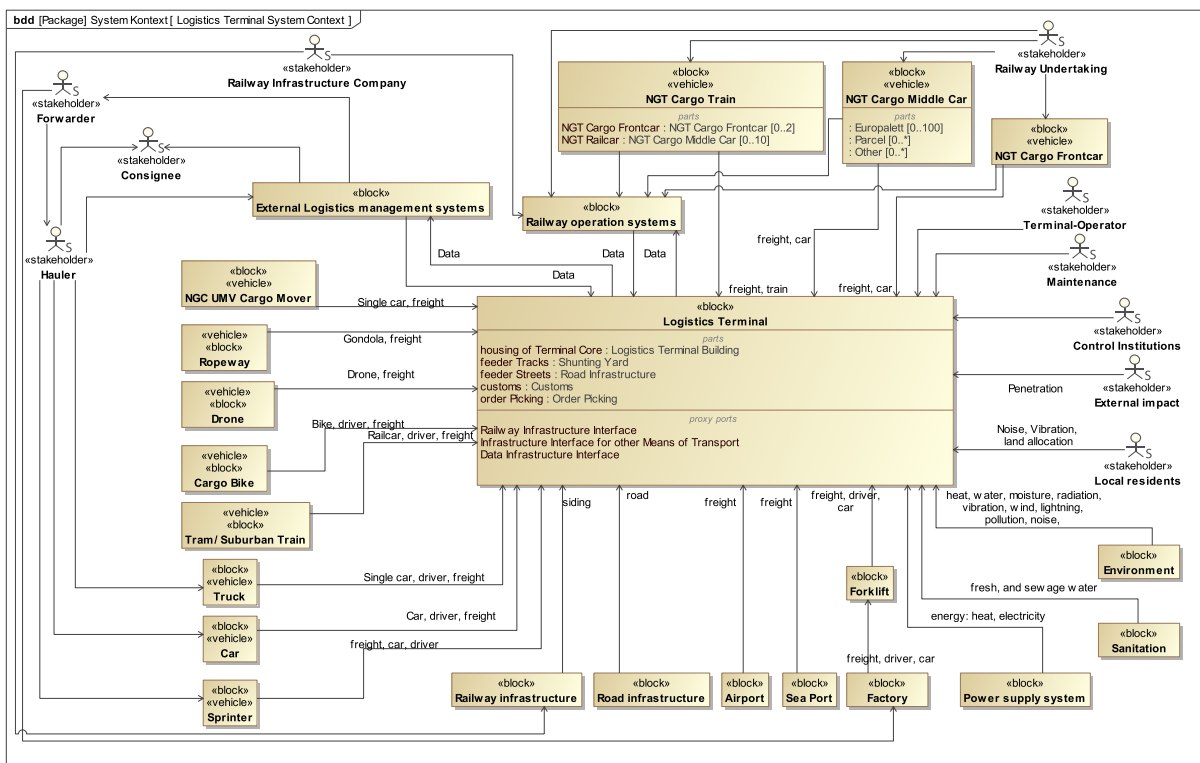 bdd [Package] System Kontext [ Logistics Terminal System Context ]
S
«stakeholder»
Railway Infrastructure Company
S
«stakeholder»
Forwarder
S
«stakeholder»
Consignee
S
«stakeholder»
Hauler
«block»
External Logistics management systems
«block»
«vehicle»
NGT Cargo Train
parts
NGT Cargo Frontcar : NGT Cargo Frontcar [0..2]
NGT Railcar : NGT Cargo Middle Car [0..10]
«block»
«vehicle»
NGT Cargo Middle Car
parts
: Europalett [0..100]
: Parcel [0..*]
: Other [0..*]
S
«stakeholder»
Railway Undertaking
«block»
«vehicle»
NGT Cargo Frontcar
«block»
Railway operation systems
S
«stakeholder»
Terminal-Operator
S
«stakeholder»
Maintenance
S
«stakeholder»
Control Institutions
S
«stakeholder»
External impact
S
«stakeholder»
Local residents
Data
Data
Data
freight, train
freight, car
freight, car
Penetration
Noise, Vibration,
land allocation
«block»
«vehicle»
NGC UMV Cargo Mover
Single car, freight
«vehicle»
«block»
Ropeway
Gondola, freight
«vehicle»
«block»
Drone
Drone, freight
«vehicle»
«block»
Cargo Bike
Bike, driver, freight
Railcar, driver, freight
«vehicle»
«block»
Tram/ Suburban Train
«block»
«vehicle»
Truck
Single car, driver, freight
«block»
«vehicle»
Car
Car, driver, freight
«block»
«vehicle»
Sprinter
freight, car, driver
«block»
Logistics Terminal
parts
housing of Terminal Core : Logistics Terminal Building
feeder Tracks : Shunting Yard
feeder Streets : Road Infrastructure
customs : Customs
order Picking : Order Picking
proxy ports
Railway Infrastructure Interface
Infrastructure Interface for other Means of Transport
Data Infrastructure Interface
siding
road
freight
freight
freight, driver,
car
heat, water, moisture, radiation,
vibration, wind, lightning,
pollution, noise,
«block»
Environment
«block»
Forklift
fresh, and sewage water
energy: heat, electricity
«block»
Sanitation
freight, driver, car
«block»
Railway infrastructure
«block»
Road infrastructure
«block»
Airport
«block»
Sea Port
«block»
Factory
«block»
Power supply system